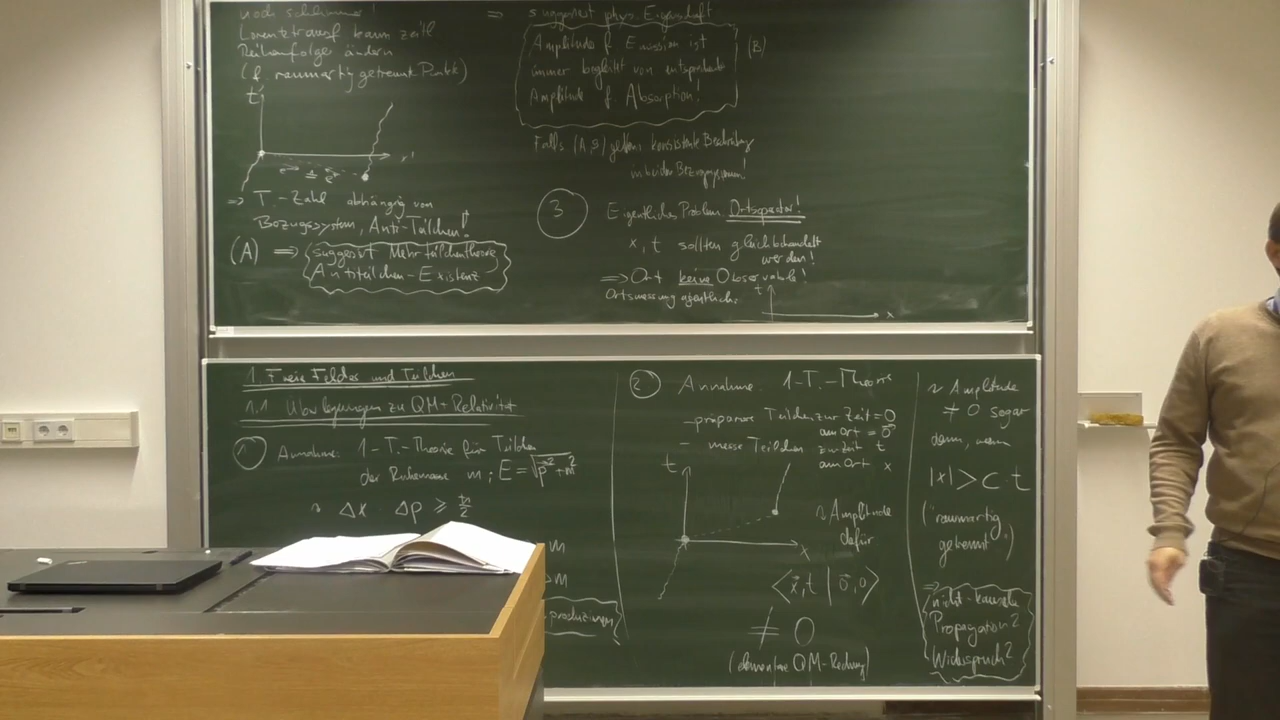 noch schlimmer!
Lorentztransf kann zeitl
Reihenfolge ändern
(f. raumartig getrennte Punkte)
t'
x'
e⁻
⇒ T.-Zahl abhängig von
Bezugssystem, Anti-Teilchen!
(A) ⇒ suggeriert Mehrteilchentheorie
Antiteilchen-Existenz
⇒ suggeriert phys. Eigenschaft:
Amplitude f. Emission ist
immer begleitet von entsprechender
Amplitude f. Absorption!
(B)
Falls (A, B) gelten: konsistente Beschreibung
in beiden Bezugssystemen!
3
Eigentliches Problem: Ortsoperator!
x, t sollten gleichbehandelt
werden!
⇒ Ort keine Observable!
Ortsmessung
t
x
1. Freie Felder und Teilchen
1.1 Überlegungen zu QM+Relativität
1 Annahme: 1-T.-Theorie für Teilchen
der Ruhemasse m; E = √p²+m²
Δx · Δp ≥ ħ/2
m
m
produzieren
2 Annahme: 1-T.-Theorie
- präpariere Teilchen zur Zeit = 0
am Ort = 0
- messe Teilchen zur Zeit t
am Ort x
t
x
Amplitude
dafür
⟨x,t | 0,0⟩
≠ 0
(elementare QM-Rechnung)
Amplitude
≠ 0 sogar
dann, wenn
|x| > c·t
("raumartig
getrennt")
⇒ nicht-kausale
Propagation?
Widerspruch?